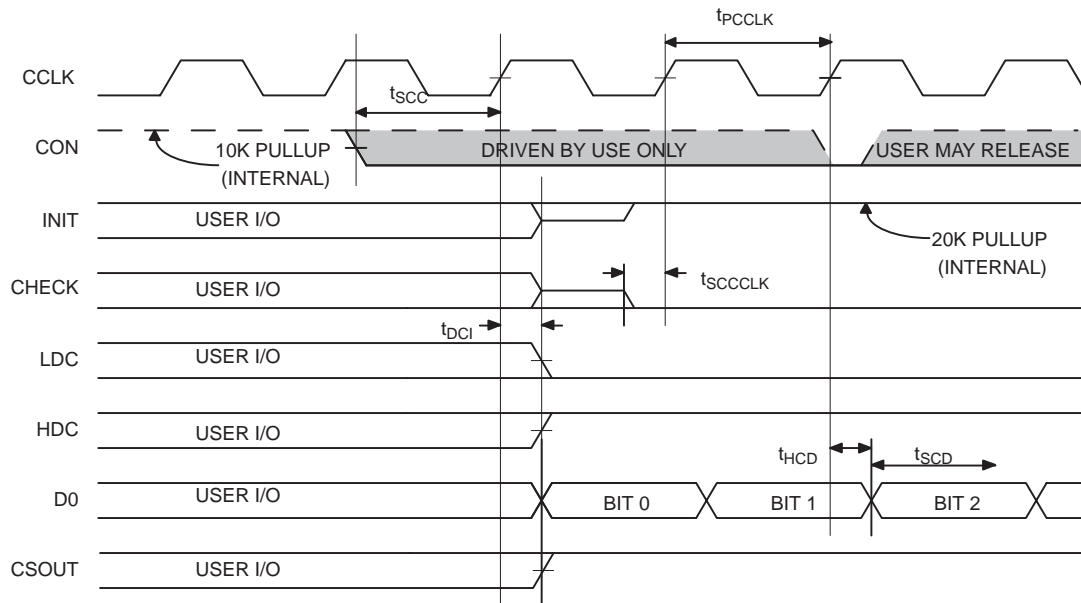 tPCCLK
CCLK
tSCC
CON
10K PULLUP
(INTERNAL)
DRIVEN BY USE ONLY
USER MAY RELEASE
INIT
USER I/O
20K PULLUP
(INTERNAL)
CHECK
USER I/O
tSCCCLK
tDCI
LDC
USER I/O
HDC
USER I/O
tHCD
tSCD
D0
USER I/O
BIT 0
BIT 1
BIT 2
CSOUT
USER I/O